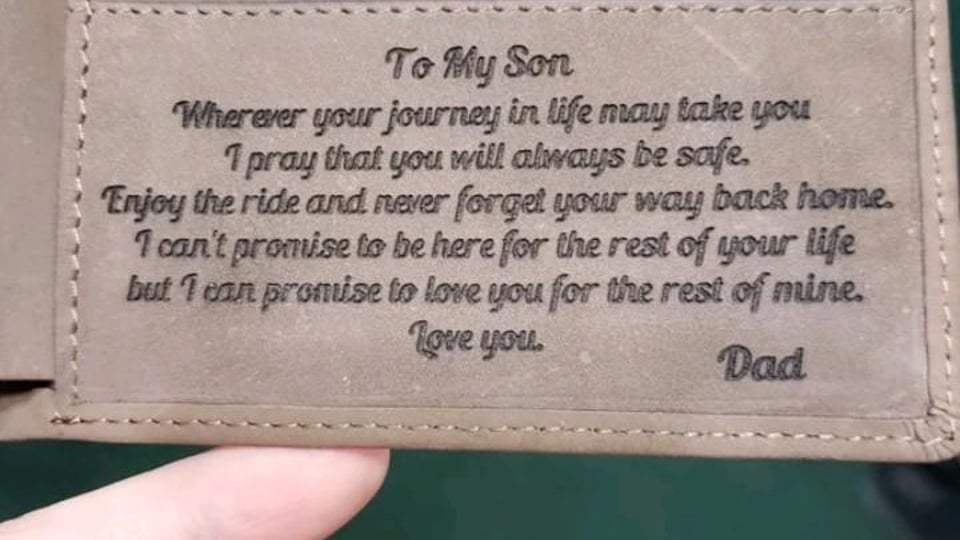 To My Son
Wherever your journey in life may take you
I pray that you will always be safe.
Enjoy the ride and never forget your way back home.
I can't promise to be here for the rest of your life
but I can promise to love you for the rest of mine.
Love you.
Dad